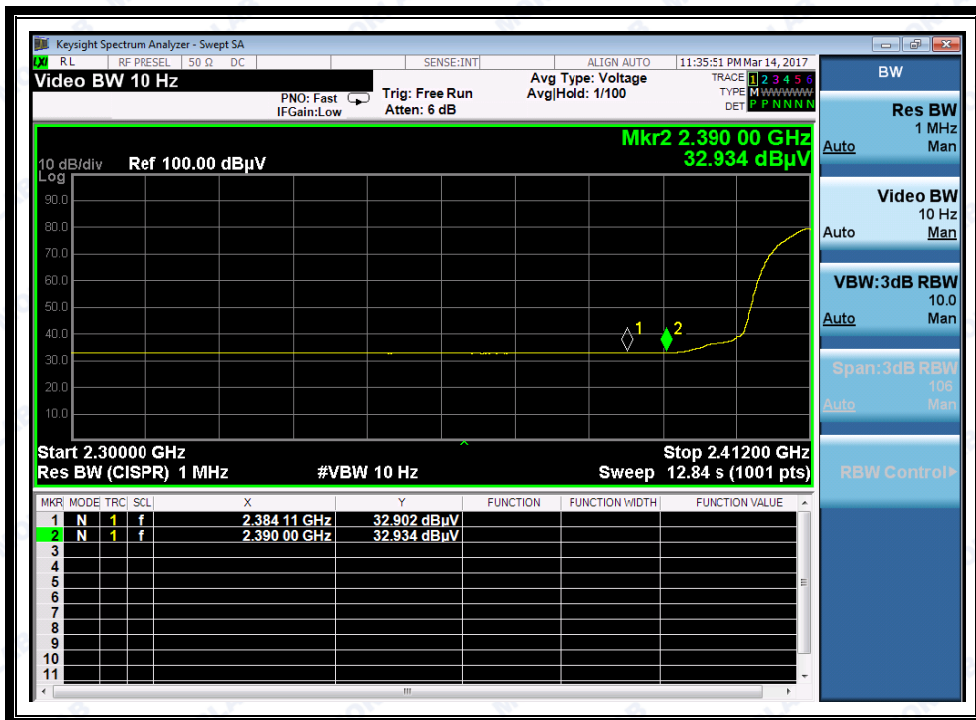 Keysight Spectrum Analyzer - Swept SA
LXI RL RF PRESEL 50 Ω DC SENSE:INT ALIGN AUTO 11:35:51 PM Mar 14, 2017
Video BW 10 Hz
PNO: Fast
IFGain:Low
Trig: Free Run
Atten: 6 dB
Avg Type: Voltage
Avg|Hold: 1/100
TRACE 1 2 3 4 5 6
TYPE M WWWWW
DET P P N N N N
Mkr2 2.390 00 GHz
32.934 dBµV
10 dB/div Ref 100.00 dBµV
Log
90.0
80.0
70.0
60.0
50.0
40.0
30.0
20.0
10.0
1
2
Start 2.30000 GHz Stop 2.41200 GHz
Res BW (CISPR) 1 MHz #VBW 10 Hz Sweep 12.84 s (1001 pts)
MKR MODE TRC SCL X Y FUNCTION FUNCTION WIDTH FUNCTION VALUE
1 N 1 f 2.384 11 GHz 32.902 dBµV
2 N 1 f 2.390 00 GHz 32.934 dBµV
3
4
5
6
7
8
9
10
11
BW
Res BW
1 MHz
Auto Man
Video BW
10 Hz
Auto Man
VBW:3dB RBW
10.0
Auto Man
Span:3dB RBW
106
Auto Man
RBW Control